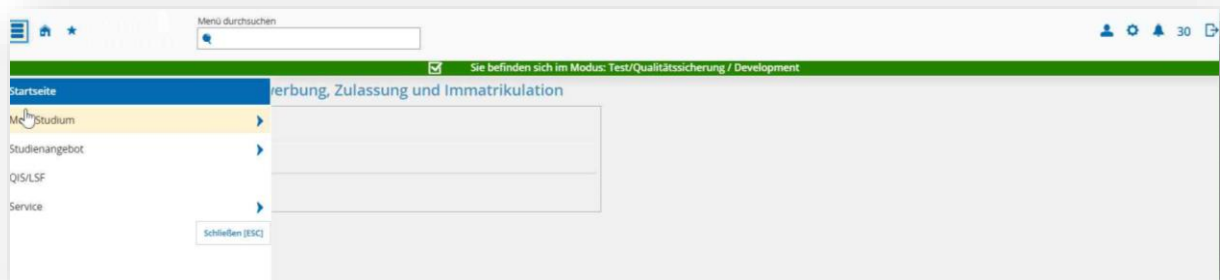 Menü durchsuchen
30
Sie befinden sich im Modus: Test/Qualitätssicherung / Development
Startseite
erbung, Zulassung und Immatrikulation
Studium
Studienangebot
QIS/LSF
Service
Schließen [ESC]